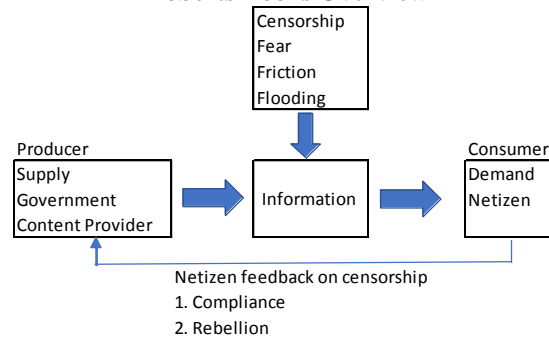 Censorship
Fear
Friction
Flooding
Producer
Supply
Government
Content Provider
Information
Consumer
Demand
Netizen
Netizen feedback on censorship
1. Compliance
2. Rebellion